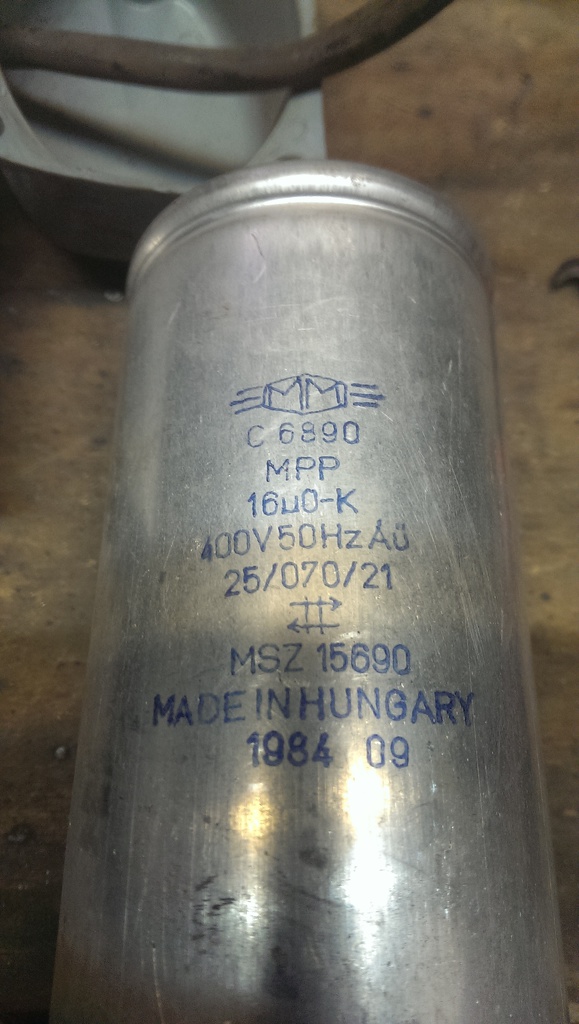 MM
C 6890
MPP
16µ0-K
400V50HzÁü
25/070/21
MSZ 15690
MADE IN HUNGARY
1984 09